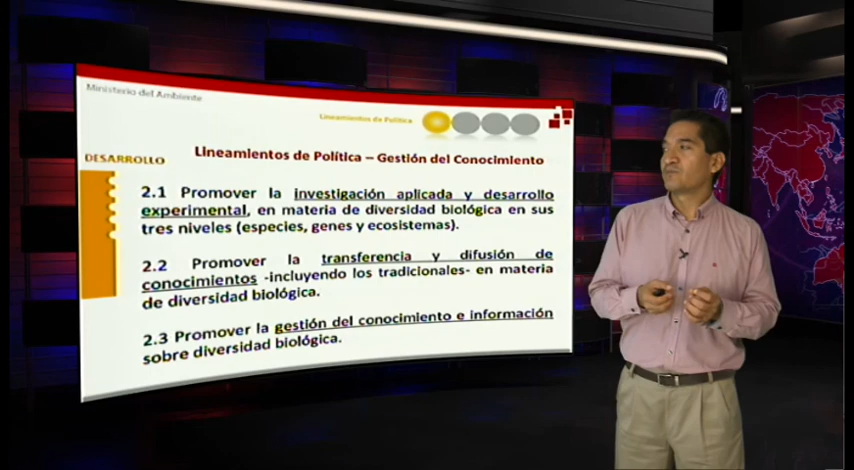 Ministerio del Ambiente
Lineamientos de Política
DESARROLLO
Lineamientos de Política – Gestión del Conocimiento
2.1 Promover la investigación aplicada y desarrollo
experimental, en materia de diversidad biológica en sus
tres niveles (especies, genes y ecosistemas).
2.2 Promover la transferencia y difusión de
conocimientos -incluyendo los tradicionales- en materia
de diversidad biológica.
2.3 Promover la gestión del conocimiento e información
sobre diversidad biológica.